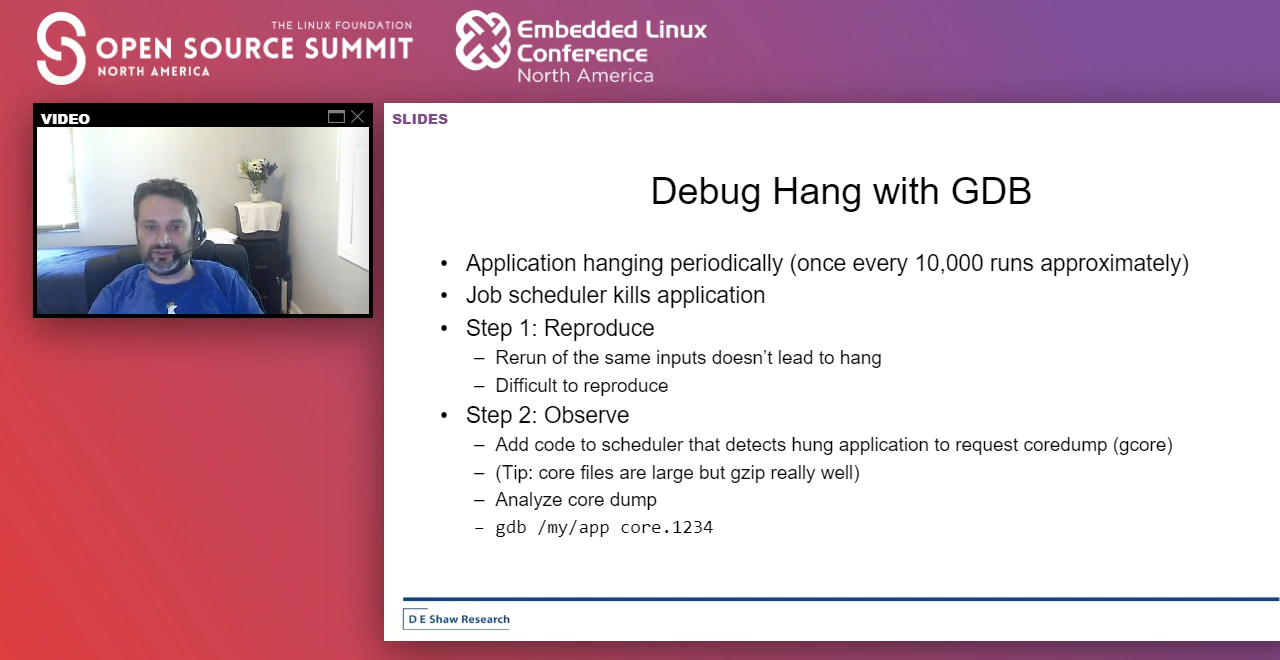 THE LINUX FOUNDATION
OPEN SOURCE SUMMIT
NORTH AMERICA
Embedded Linux
Conference
North America
VIDEO
SLIDES
Debug Hang with GDB
• Application hanging periodically (once every 10,000 runs approximately)
• Job scheduler kills application
• Step 1: Reproduce
– Rerun of the same inputs doesn’t lead to hang
– Difficult to reproduce
• Step 2: Observe
– Add code to scheduler that detects hung application to request coredump (gcore)
– (Tip: core files are large but gzip really well)
– Analyze core dump
– gdb /my/app core.1234
D E Shaw Research